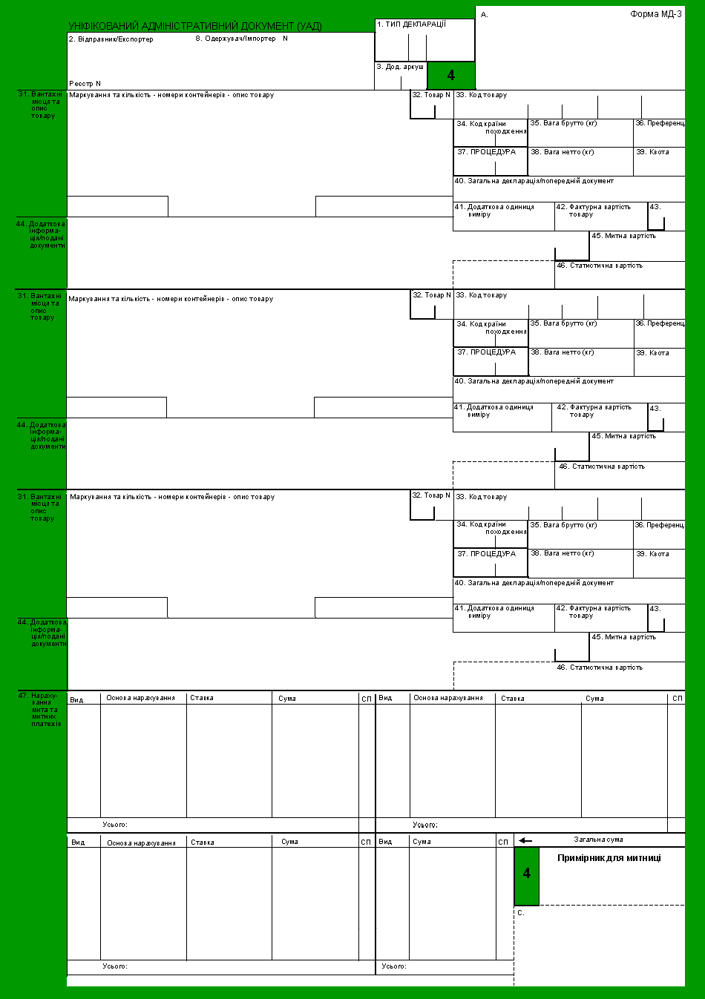 A.
Форма МД-3
УНІФІКОВАНИЙ АДМІНІСТРАТИВНИЙ ДОКУМЕНТ (УАД)
1. ТИП ДЕКЛАРАЦІЇ
2. Відправник/Експортер
8. Одержувач/Імпортер N
3. Дод. аркуш
4
Реєстр N
31. Вантажні
місця та
опис
товару
Маркування та кількість - номери контейнерів - опис товару
32. Товар N
33. Код товару
34. Код країни
походження
35. Вага брутто (кг)
36. Преференц
37. ПРОЦЕДУРА
38. Вага нетто (кг)
39. Квота
40. Загальна декларація/попередній документ
41. Додаткова одиниця
виміру
42. Фактурна вартість
товару
43.
44. Додаткова
інформа-
ція/подані
документи
45. Митна вартість
46. Статистична вартість
31. Вантажні
місця та
опис
товару
Маркування та кількість - номери контейнерів - опис товару
32. Товар N
33. Код товару
34. Код країни
походження
35. Вага брутто (кг)
36. Преференц
37. ПРОЦЕДУРА
38. Вага нетто (кг)
39. Квота
40. Загальна декларація/попередній документ
41. Додаткова одиниця
виміру
42. Фактурна вартість
товару
43.
44. Додаткова
інформа-
ція/подані
документи
45. Митна вартість
46. Статистична вартість
31. Вантажні
місця та
опис
товару
Маркування та кількість - номери контейнерів - опис товару
32. Товар N
33. Код товару
34. Код країни
походження
35. Вага брутто (кг)
36. Преференц
37. ПРОЦЕДУРА
38. Вага нетто (кг)
39. Квота
40. Загальна декларація/попередній документ
41. Додаткова одиниця
виміру
42. Фактурна вартість
товару
43.
44. Додаткова
інформа-
ція/подані
документи
45. Митна вартість
46. Статистична вартість
47. Нараху-
вання
мита та
митних
платежів
Вид Основа нарахування Ставка Сума СП Вид Основа нарахування Ставка Сума СП
Усього: Усього:
Вид Основа нарахування Ставка Сума СП Вид Сума СП
Загальна сума
4
Примірник для митниці
C.
Усього: Усього: